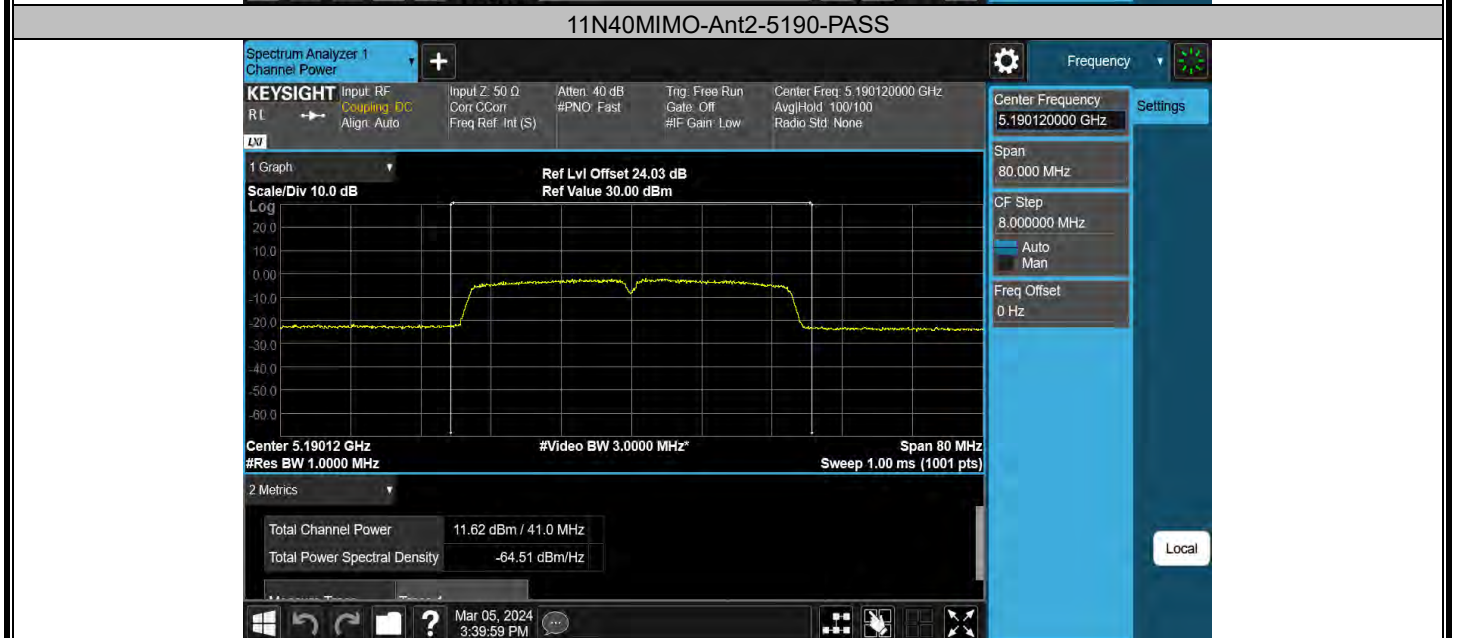 11N40MIMO-Ant2-5190-PASS
Spectrum Analyzer 1
Channel Power
Frequency
KEYSIGHT
RL
LXI
Input: RF
Coupling: DC
Align: Auto
Input Z: 50 Ω
Corr CCorr
Freq Ref: Int (S)
Atten: 40 dB
#PNO: Fast
Trig: Free Run
Gate: Off
#IF Gain: Low
Center Freq: 5.190120000 GHz
Avg|Hold: 100/100
Radio Std: None
Center Frequency
5.190120000 GHz
Settings
Span
80.000 MHz
CF Step
8.000000 MHz
Auto
Man
Freq Offset
0 Hz
1 Graph
Scale/Div 10.0 dB
Ref Lvl Offset 24.03 dB
Ref Value 30.00 dBm
Log
20.0
10.0
0.00
-10.0
-20.0
-30.0
-40.0
-50.0
-60.0
Center 5.19012 GHz
#Res BW 1.0000 MHz
#Video BW 3.0000 MHz*
Span 80 MHz
Sweep 1.00 ms (1001 pts)
2 Metrics
Total Channel Power 11.62 dBm / 41.0 MHz
Total Power Spectral Density -64.51 dBm/Hz
Local
Mar 05, 2024
3:39:59 PM